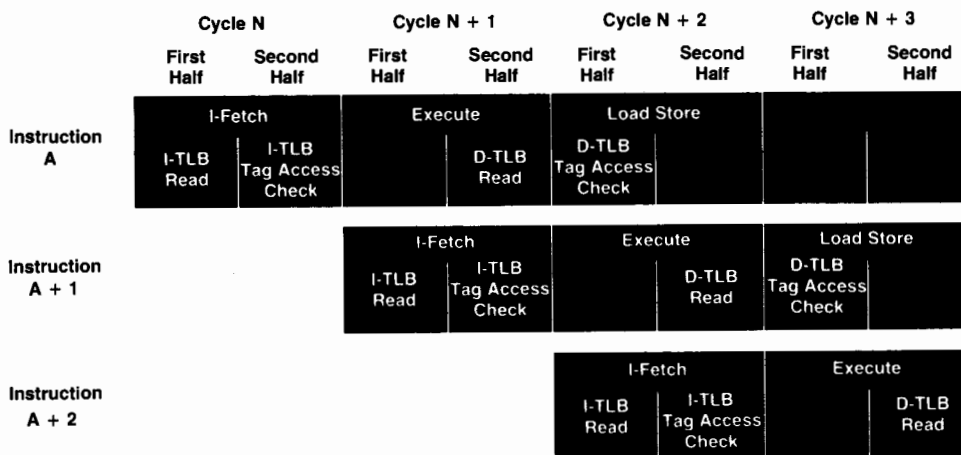 Cycle N Cycle N + 1 Cycle N + 2 Cycle N + 3
First Half Second Half First Half Second Half First Half Second Half First Half Second Half
Instruction A
I-Fetch Execute Load Store
I-TLB Read I-TLB Tag Access Check D-TLB Read D-TLB Tag Access Check
Instruction A + 1
I-Fetch Execute Load Store
I-TLB Read I-TLB Tag Access Check D-TLB Read D-TLB Tag Access Check
Instruction A + 2
I-Fetch Execute
I-TLB Read I-TLB Tag Access Check D-TLB Read